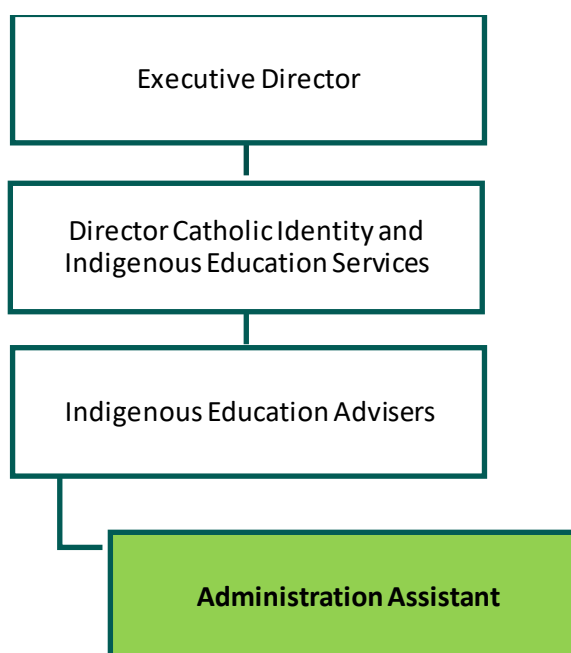 Executive Director
Director Catholic Identity and
Indigenous Education Services
Indigenous Education Advisers
Administration Assistant